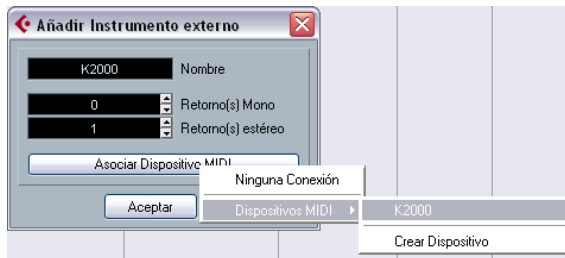 Añadir Instrumento externo
K2000 Nombre
0 Retorno(s) Mono
1 Retorno(s) estéreo
Asociar Dispositivo MIDI
Ninguna Conexión
Aceptar
Dispositivos MIDI
K2000
Crear Dispositivo